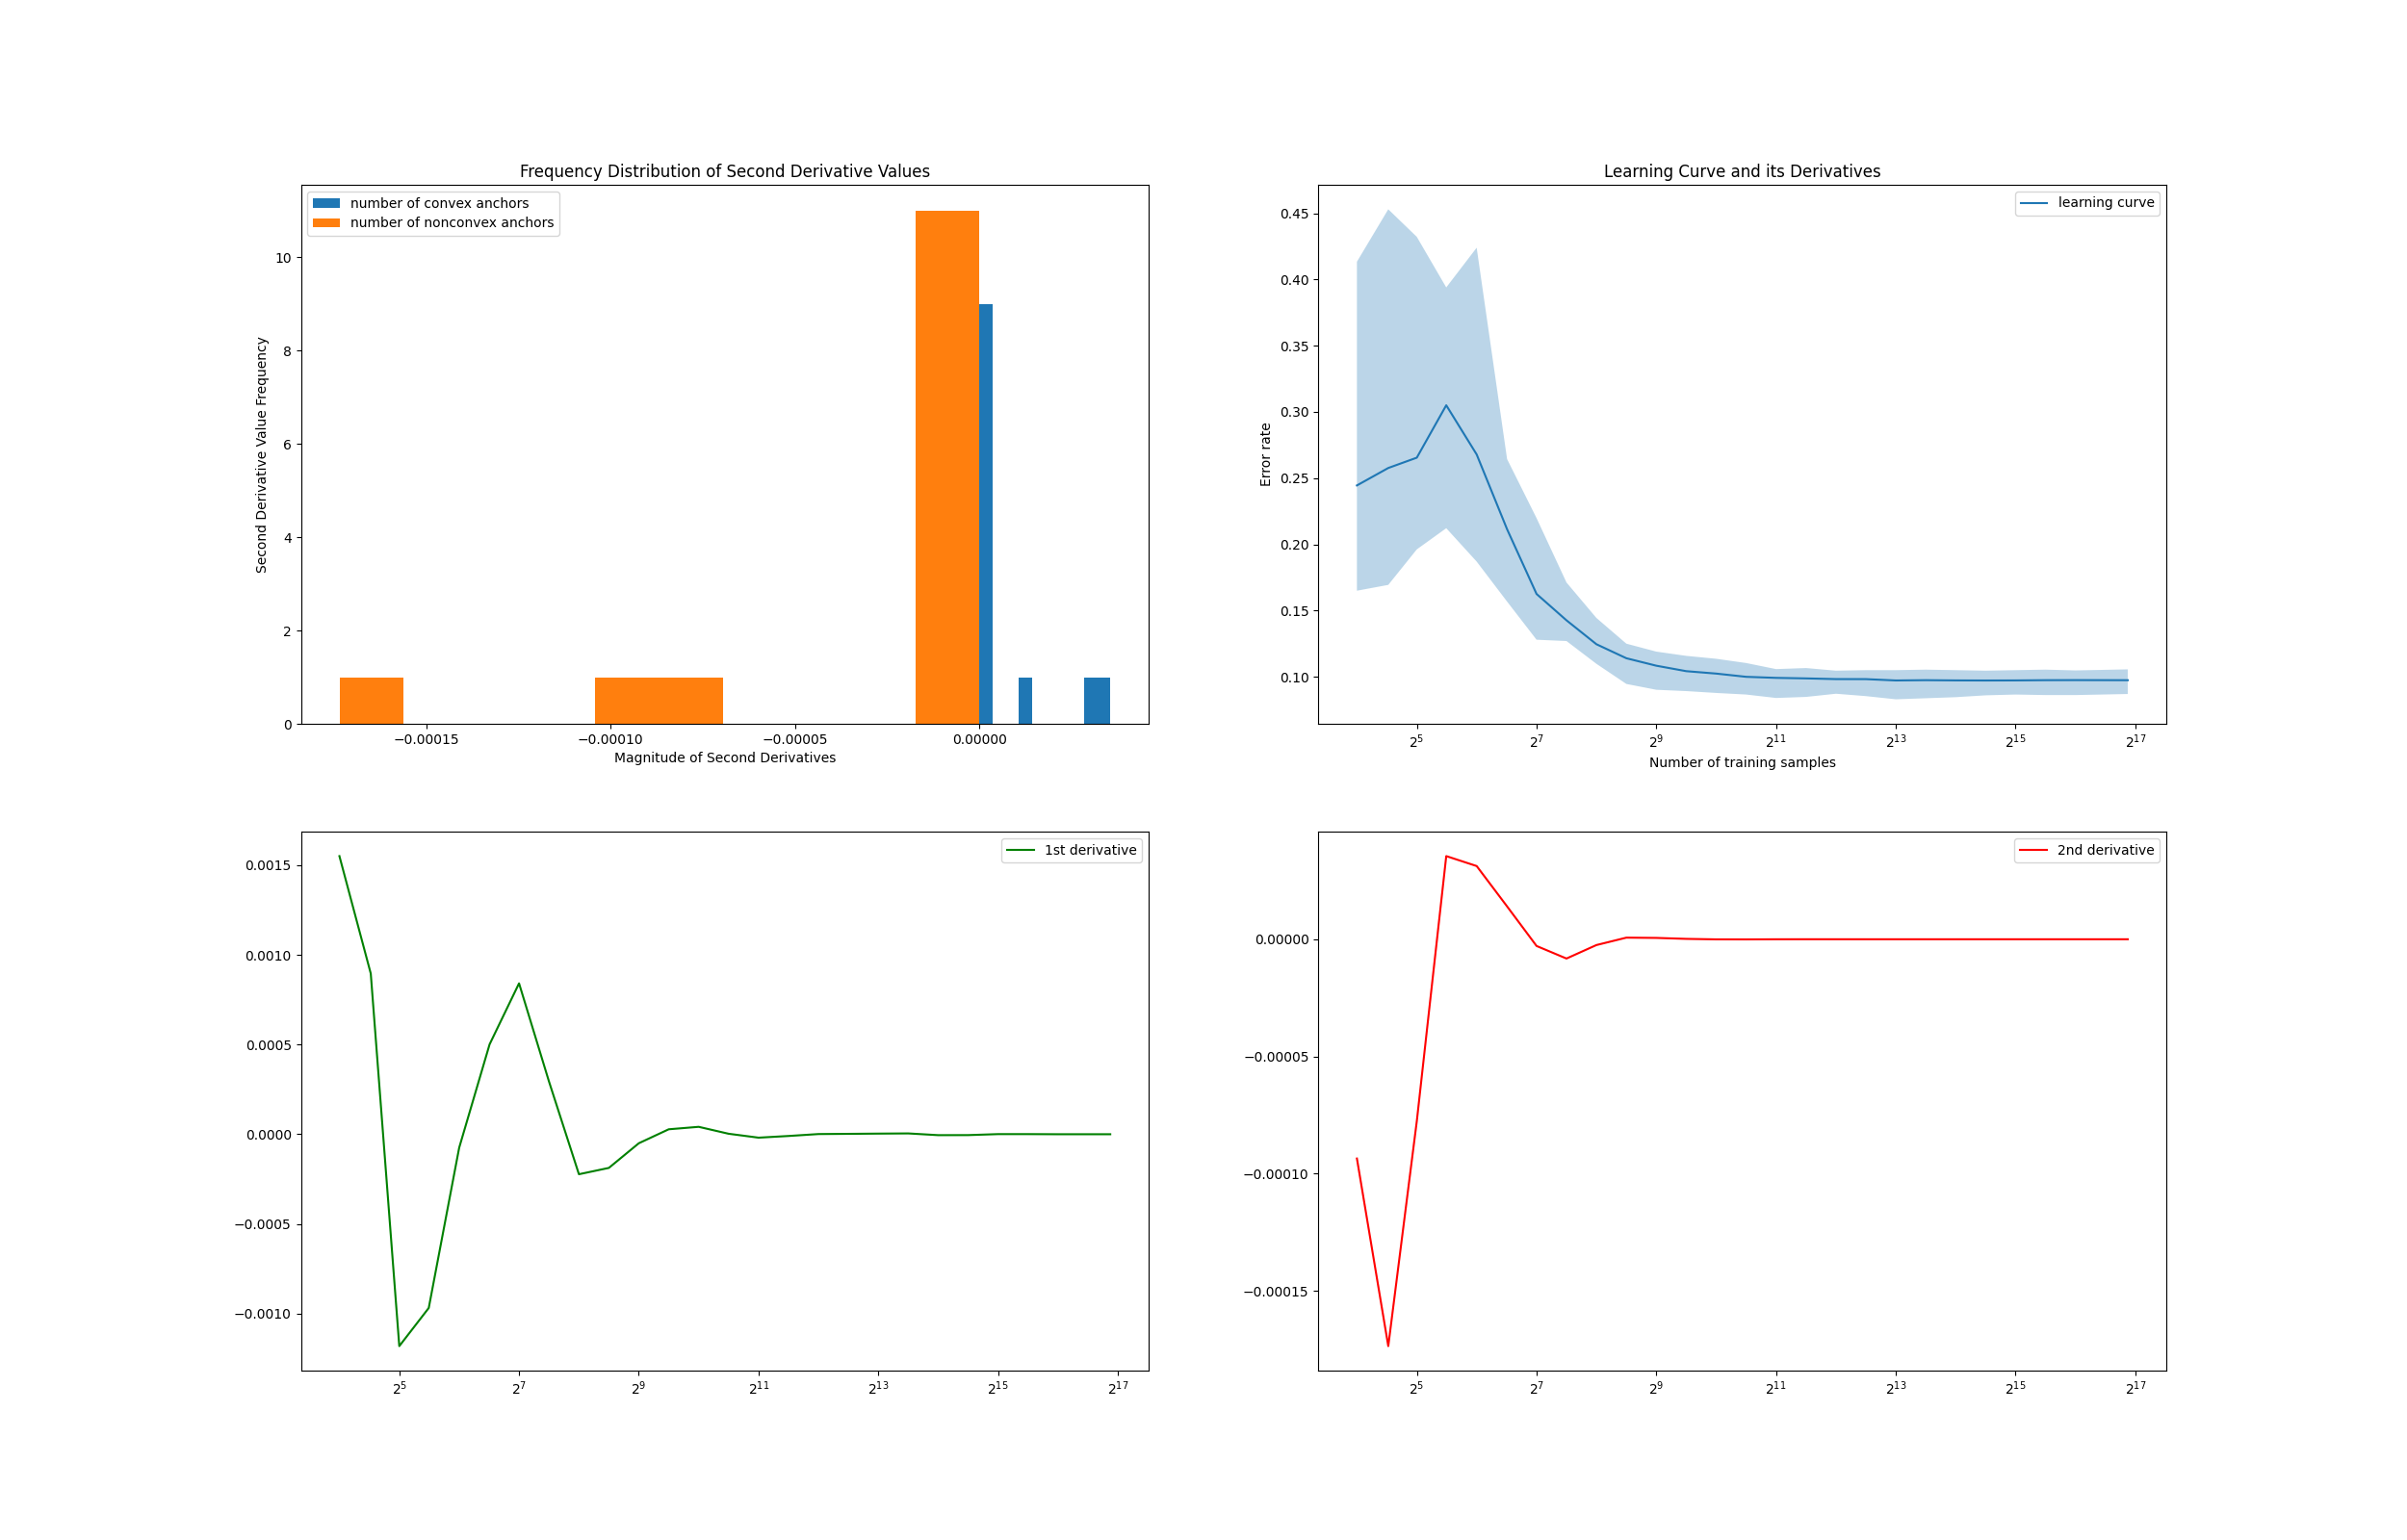 Frequency Distribution of Second Derivative Values
number of convex anchors
number of nonconvex anchors
10
8
6
4
2
0
Second Derivative Value Frequency
−0.00015 −0.00010 −0.00005 0.00000
Magnitude of Second Derivatives
Learning Curve and its Derivatives
learning curve
0.45
0.40
0.35
0.30
0.25
0.20
0.15
0.10
Error rate
2^5 2^7 2^9 2^11 2^13 2^15 2^17
Number of training samples
1st derivative
0.0015
0.0010
0.0005
0.0000
−0.0005
−0.0010
2^5 2^7 2^9 2^11 2^13 2^15 2^17
2nd derivative
0.00000
−0.00005
−0.00010
−0.00015
2^5 2^7 2^9 2^11 2^13 2^15 2^17